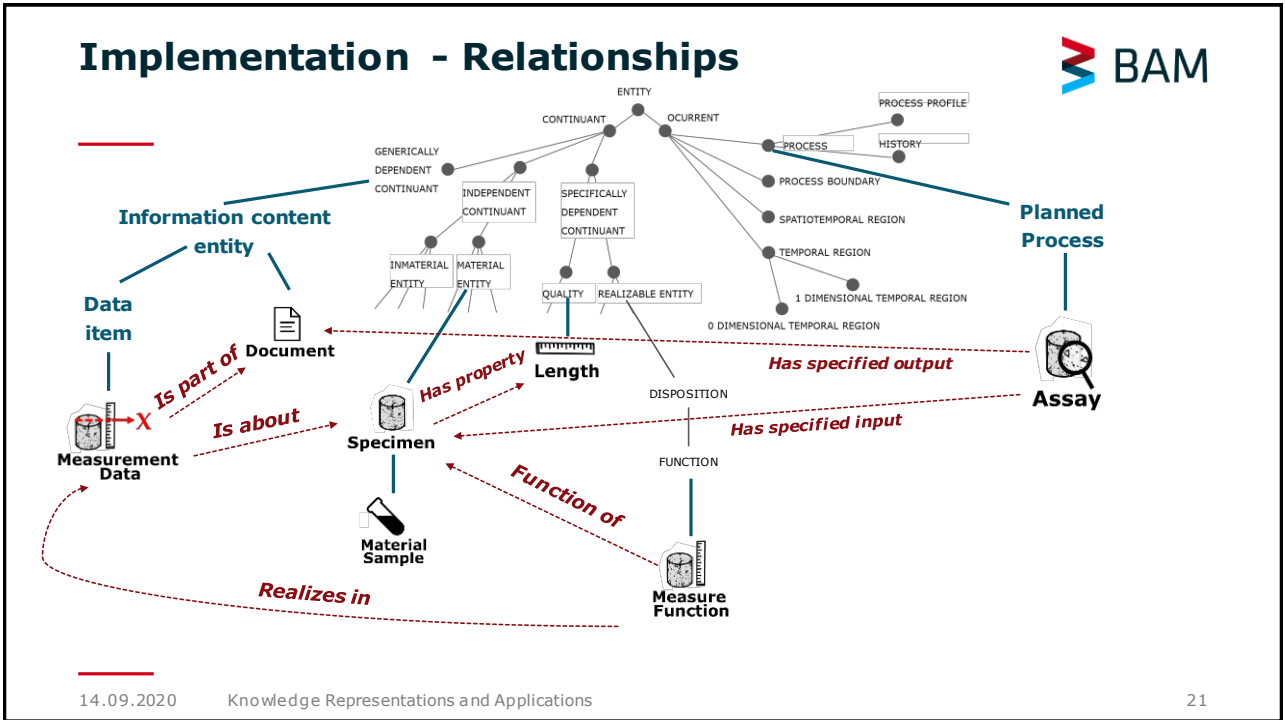 Implementation - Relationships
BAM
ENTITY
CONTINUANT
OCURRENT
PROCESS PROFILE
PROCESS
HISTORY
GENERICALLY
DEPENDENT
CONTINUANT
INDEPENDENT
CONTINUANT
SPECIFICALLY
DEPENDENT
CONTINUANT
PROCESS BOUNDARY
SPATIOTEMPORAL REGION
TEMPORAL REGION
1 DIMENSIONAL TEMPORAL REGION
0 DIMENSIONAL TEMPORAL REGION
Information content
entity
Planned
Process
INMATERIAL
ENTITY
MATERIAL
ENTITY
QUALITY
REALIZABLE ENTITY
Data
item
Document
Is part of
Has property
Length
Has specified output
Assay
DISPOSITION
Has specified input
X
Is about
Measurement
Data
Specimen
FUNCTION
Function of
Material
Sample
Realizes in
Measure
Function
14.09.2020
Knowledge Representations and Applications
21